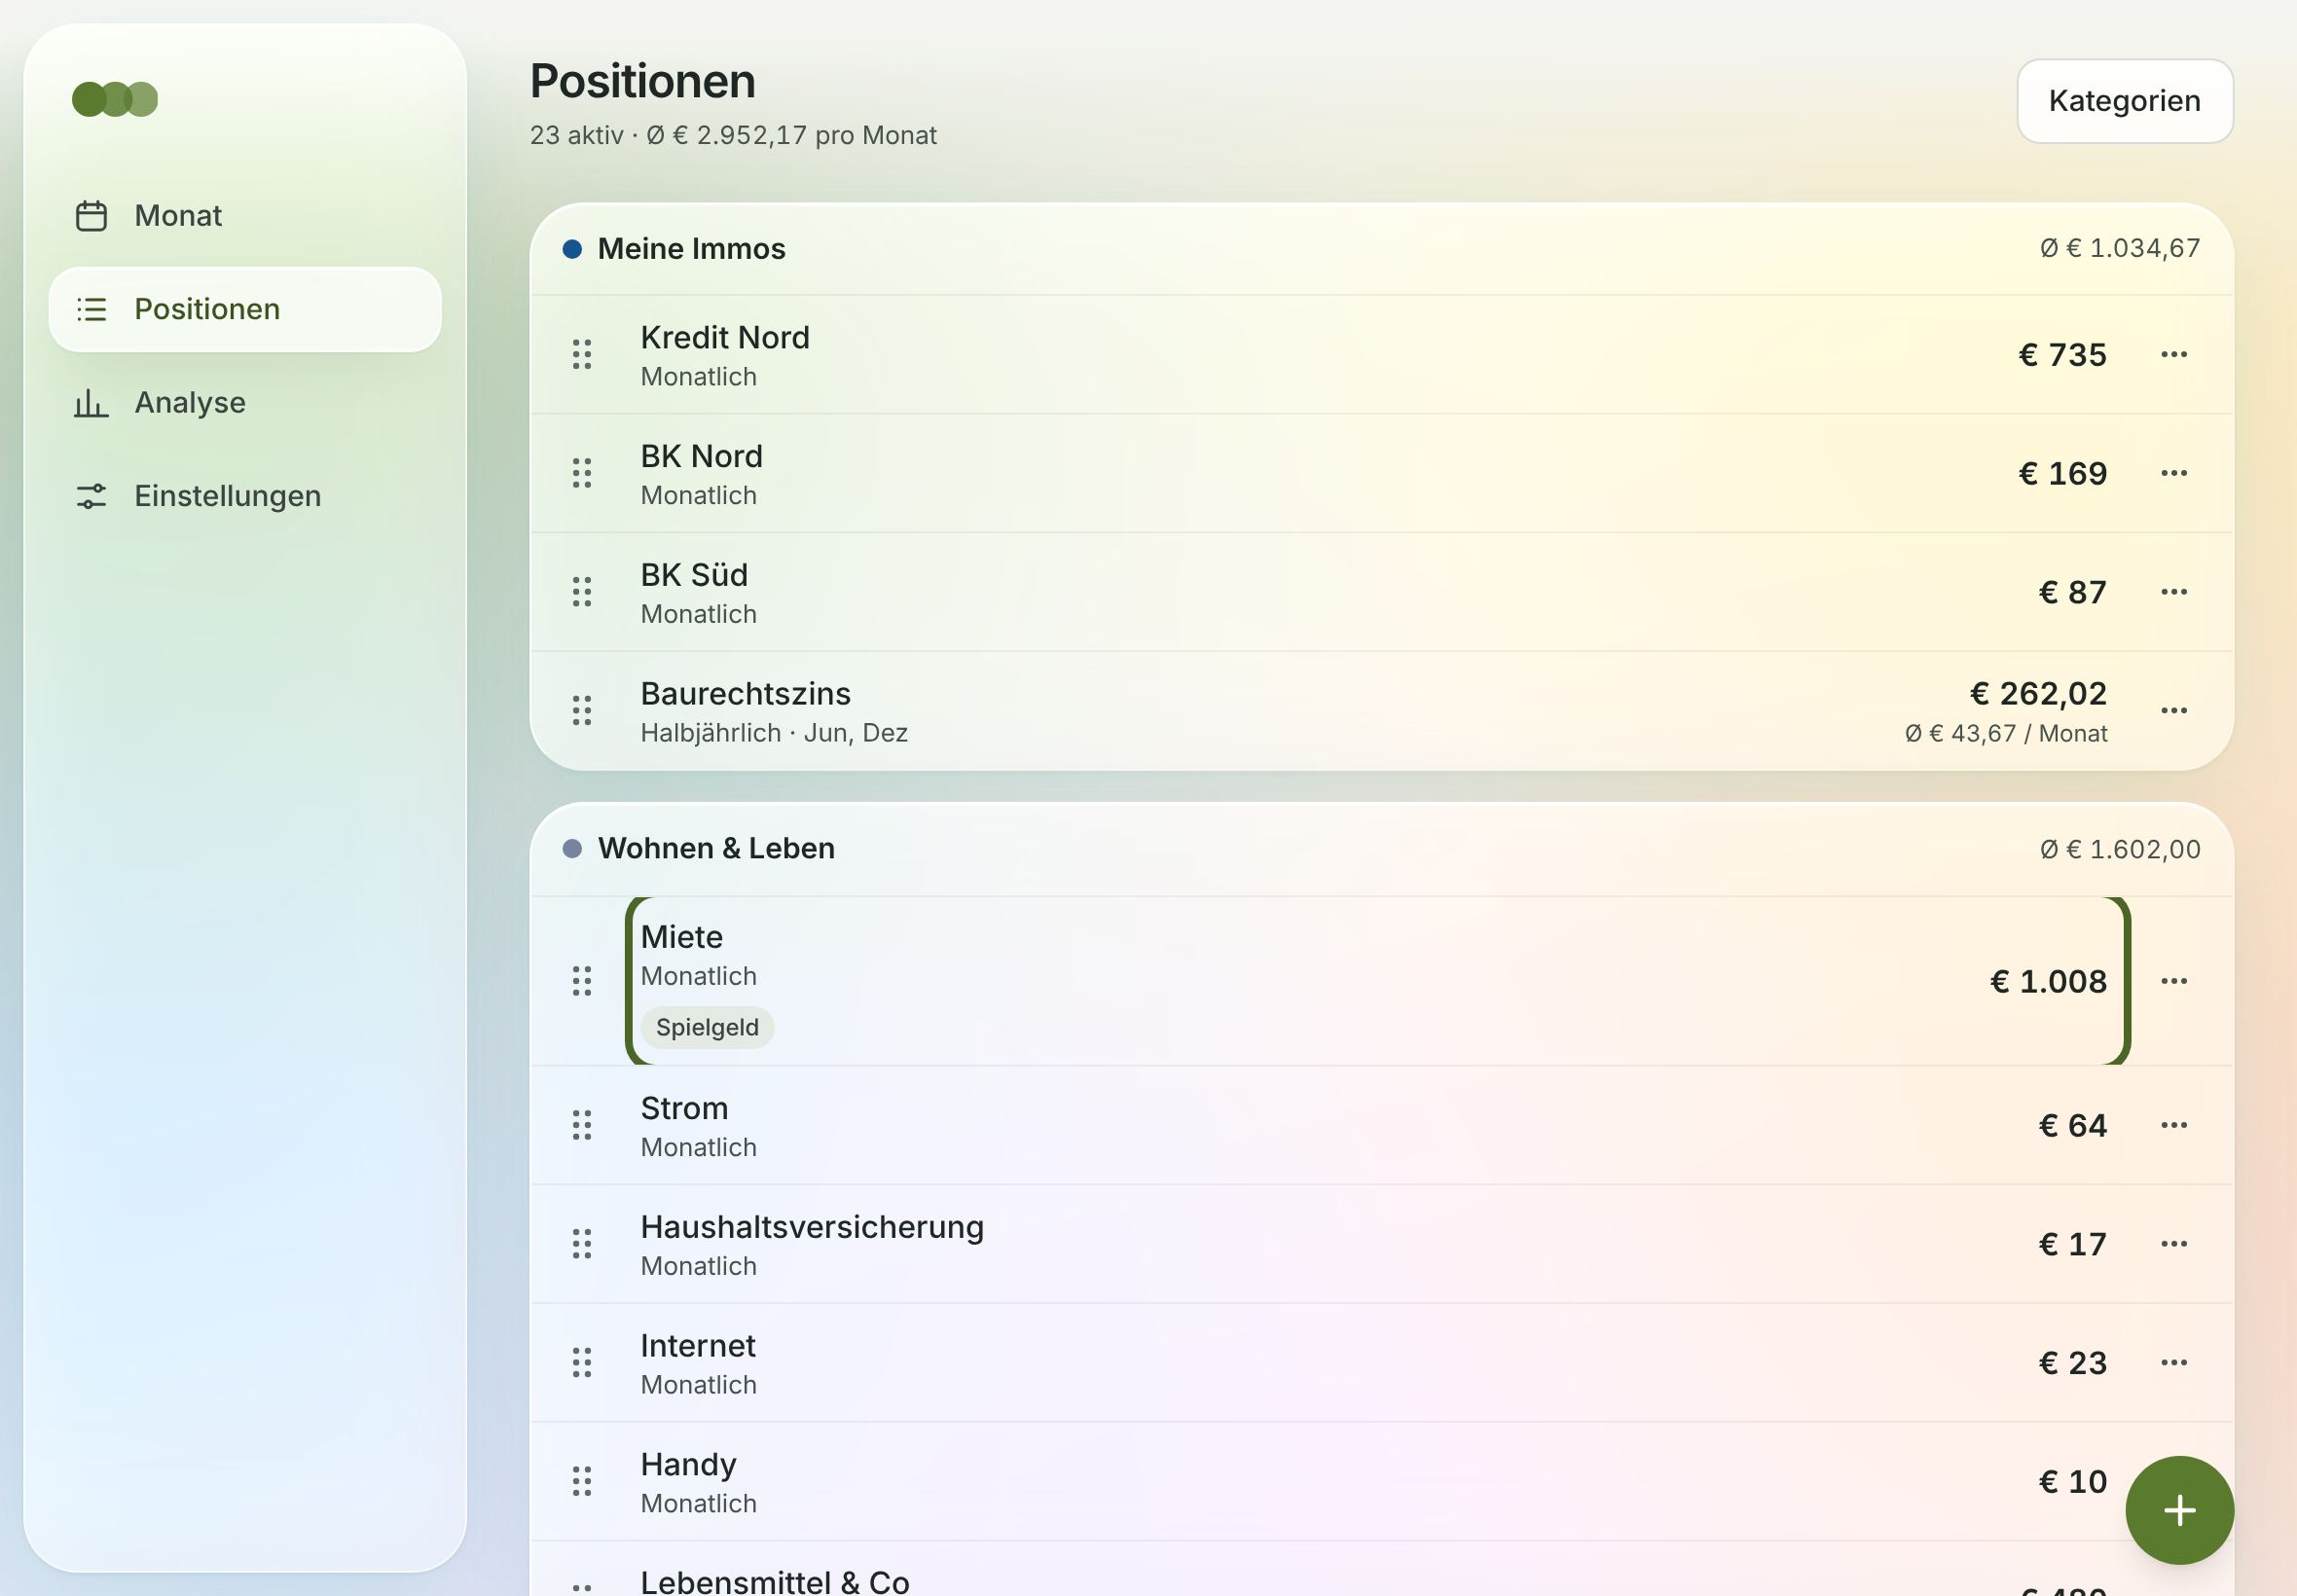 Monat
Positionen
Analyse
Einstellungen
Positionen
23 aktiv · Ø € 2.952,17 pro Monat
Kategorien
Meine Immos
Ø € 1.034,67
Kredit Nord
Monatlich
€ 735
BK Nord
Monatlich
€ 169
BK Süd
Monatlich
€ 87
Baurechtszins
Halbjährlich · Jun, Dez
€ 262,02
Ø € 43,67 / Monat
Wohnen & Leben
Ø € 1.602,00
Miete
Monatlich
Spielgeld
€ 1.008
Strom
Monatlich
€ 64
Haushaltsversicherung
Monatlich
€ 17
Internet
Monatlich
€ 23
Handy
Monatlich
€ 10
Lebensmittel & Co